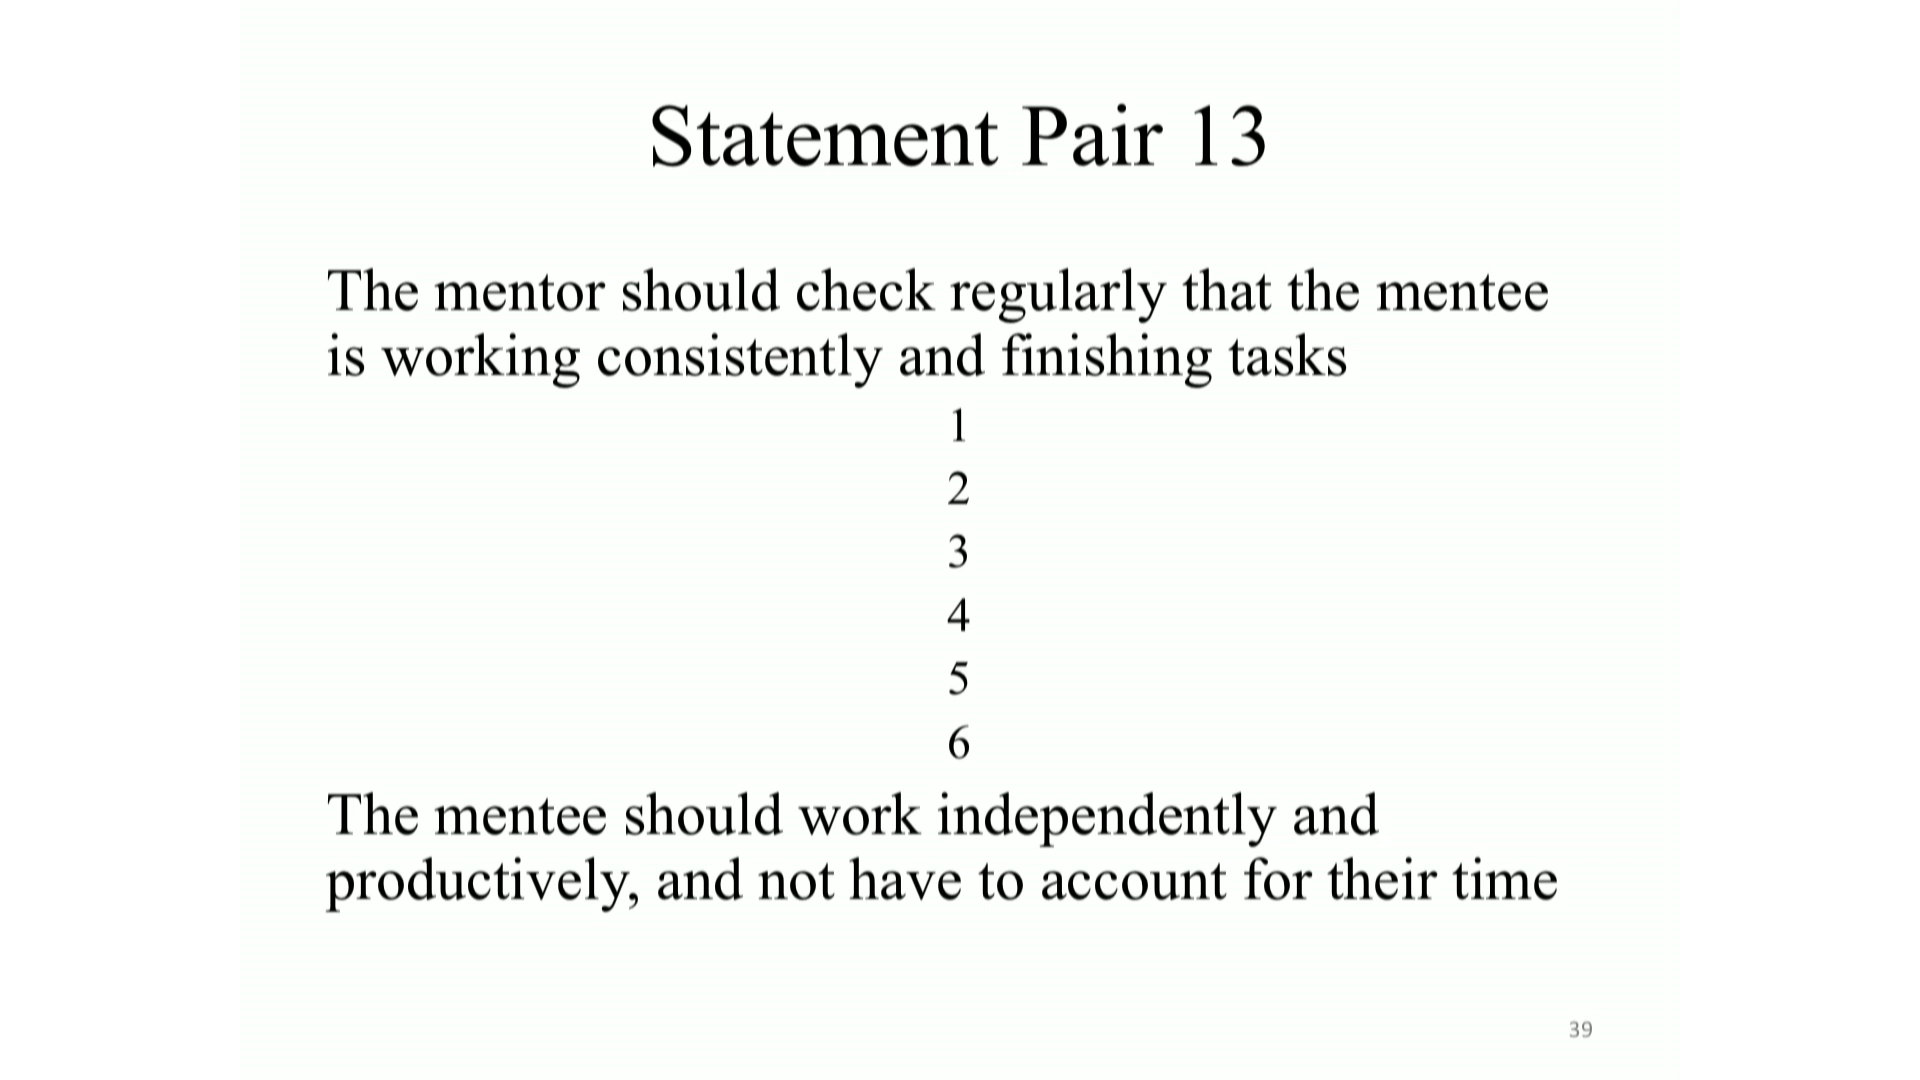 Statement Pair 13
The mentor should check regularly that the mentee
is working consistently and finishing tasks
1
2
3
4
5
6
The mentee should work independently and
productively, and not have to account for their time
39